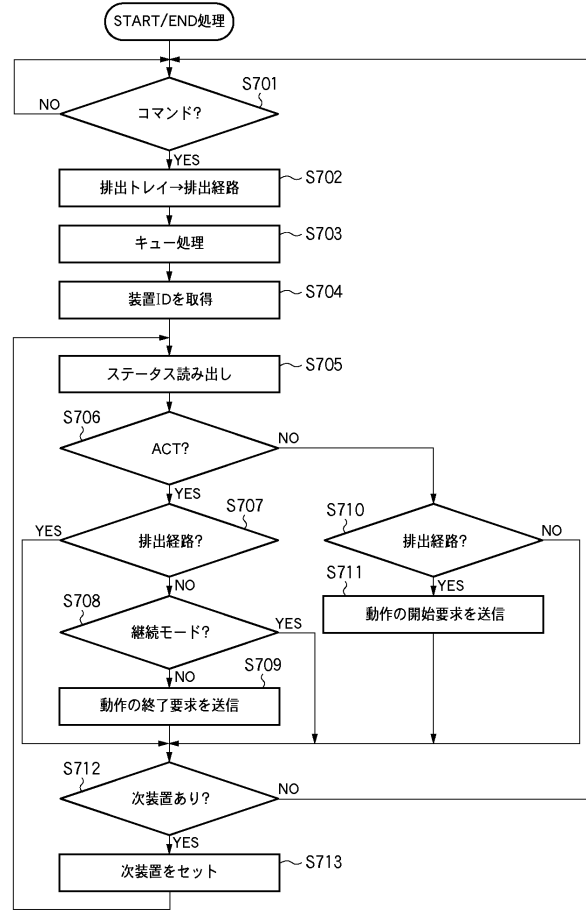 START/END処理
S701
NO
コマンド?
YES
排出トレイ→排出経路
S702
キュー処理
S703
装置IDを取得
S704
ステータス読み出し
S705
S706
ACT?
NO
YES
S707
S710
YES
排出経路?
排出経路?
NO
NO
YES
S708
S711
継続モード?
YES
動作の開始要求を送信
NO
S709
動作の終了要求を送信
S712
次装置あり?
NO
YES
次装置をセット
S713